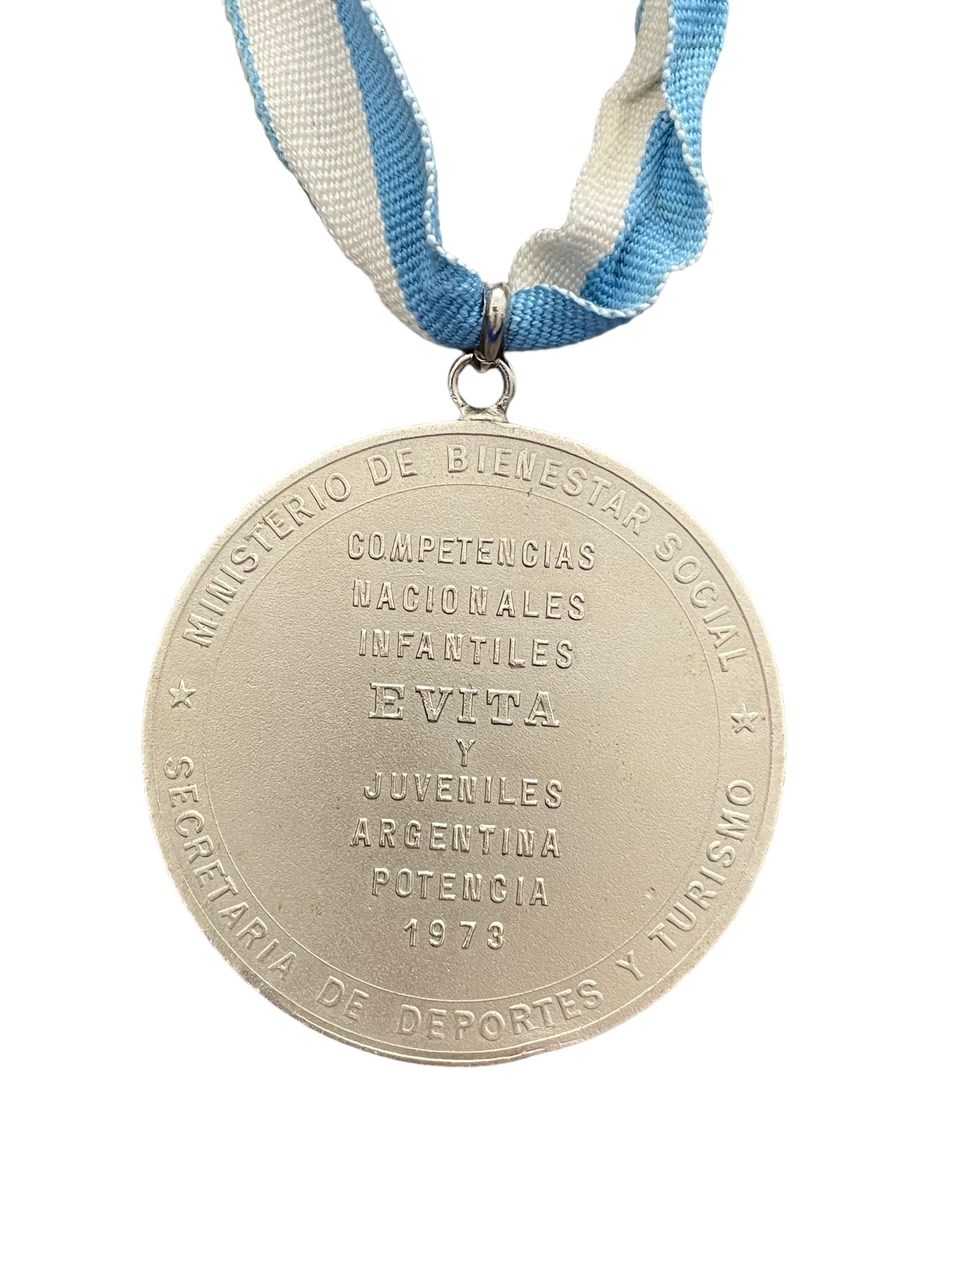 MINISTERIO DE BIENESTAR SOCIAL
COMPETENCIAS
NACIONALES
INFANTILES
EVITA
Y
JUVENILES
ARGENTINA
POTENCIA
1973
SECRETARIA DE DEPORTES Y TURISMO